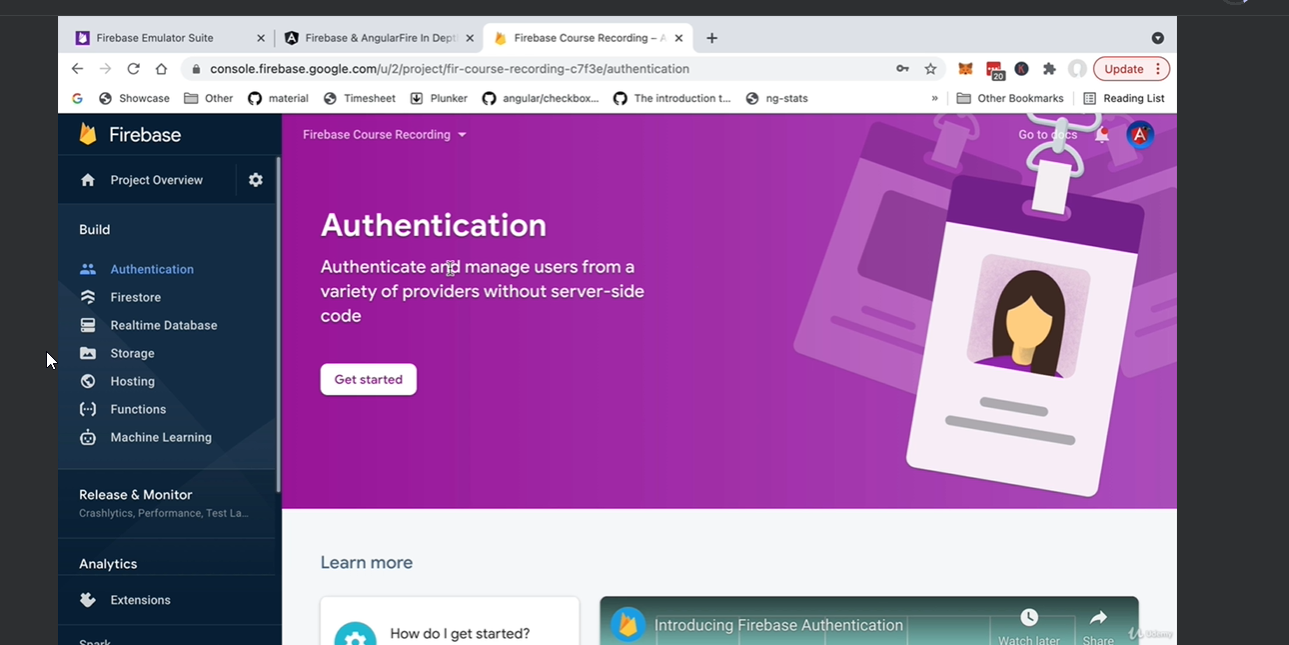 Firebase Emulator Suite
Firebase & AngularFire In Dept
Firebase Course Recording – A
console.firebase.google.com/u/2/project/fir-course-recording-c7f3e/authentication
20
K
Update
G
Showcase
Other
material
Timesheet
Plunker
angular/checkbox...
The introduction t...
ng-stats
»
Other Bookmarks
Reading List
Firebase
Firebase Course Recording
Go to docs
A
Project Overview
Build
Authentication
Firestore
Realtime Database
Storage
Hosting
Functions
Machine Learning
Release & Monitor
Crashlytics, Performance, Test La...
Analytics
Extensions
Spark
Authentication
Authenticate and manage users from a
variety of providers without server-side
code
Get started
Learn more
How do I get started?
Introducing Firebase Authentication
Watch later
Share
Udemy